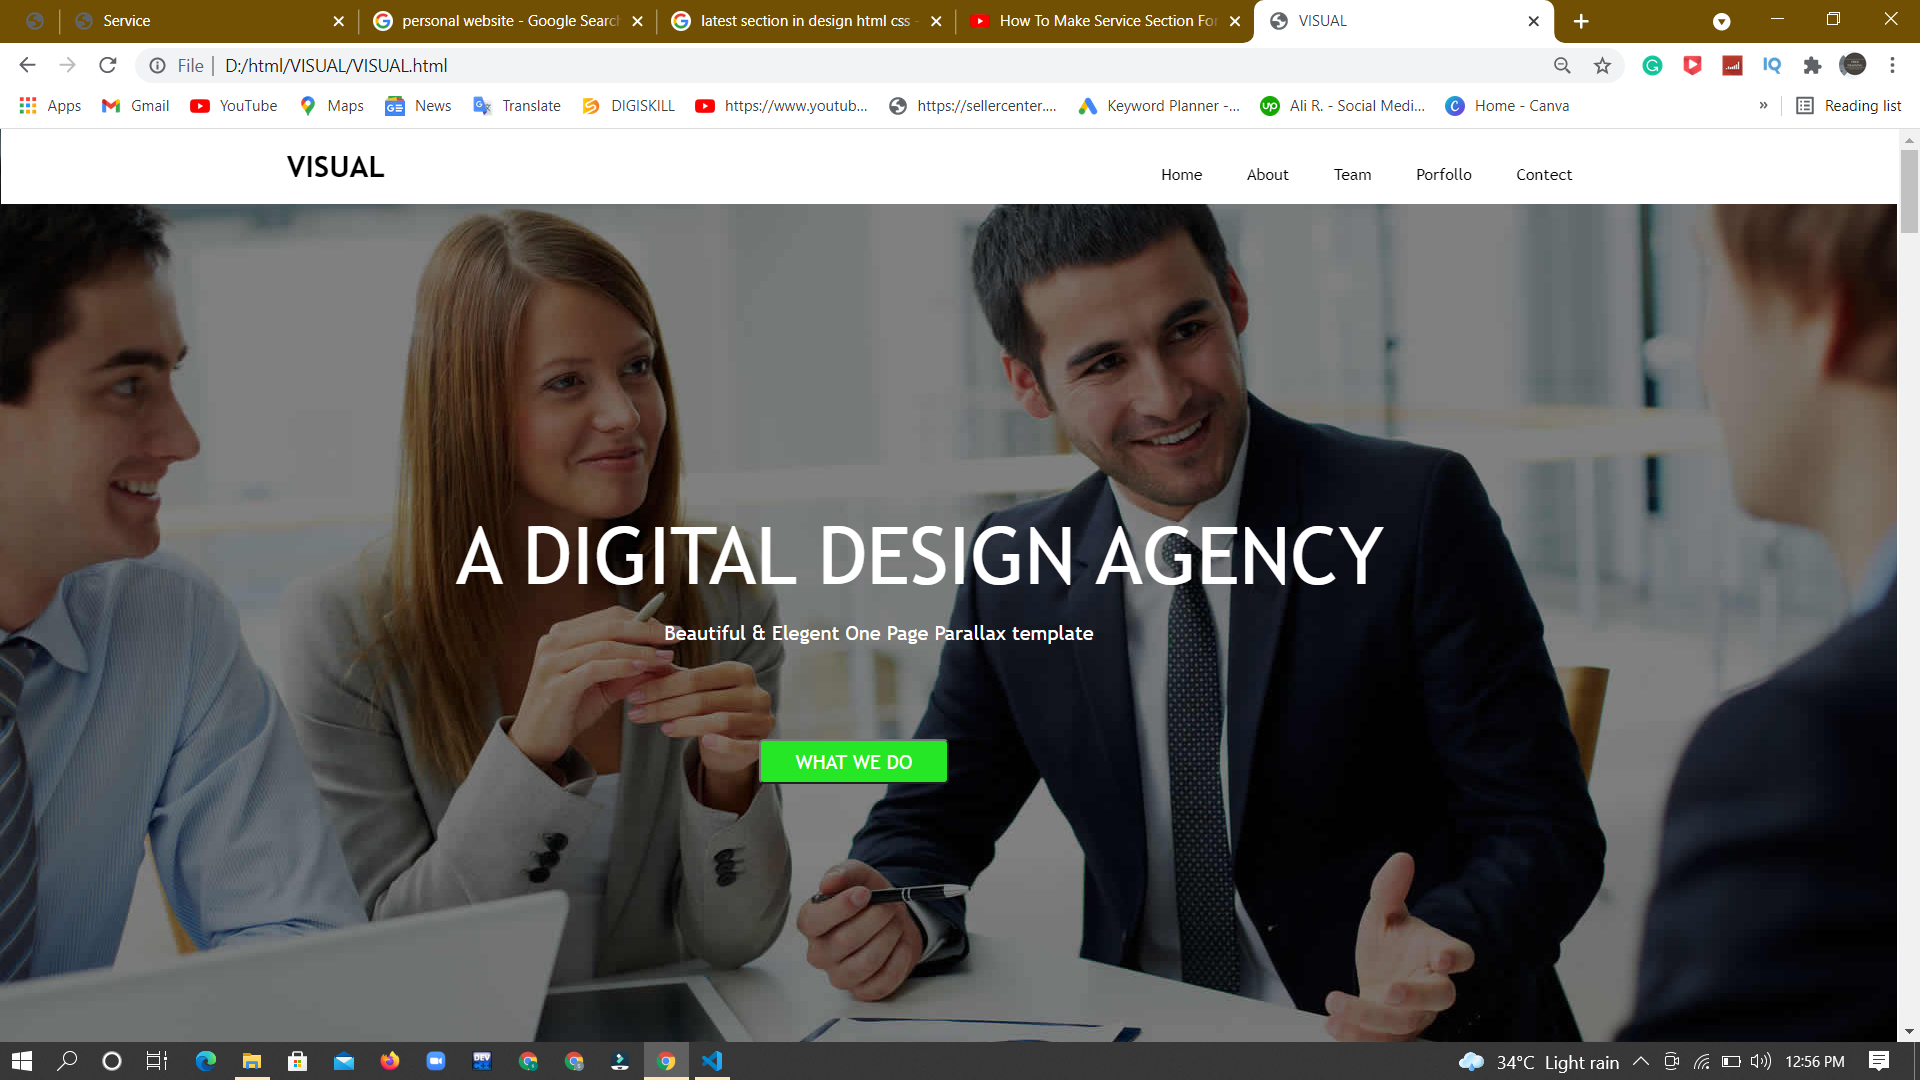 Service
personal website - Google Search
latest section in design html css -
How To Make Service Section For
VISUAL
File
D:/html/VISUAL/VISUAL.html
Apps
Gmail
YouTube
Maps
News
Translate
DIGISKILL
https://www.youtub...
https://sellercenter....
Keyword Planner -...
Ali R. - Social Medi...
Home - Canva
»
Reading list
VISUAL
Home
About
Team
Porfollo
Contect
A DIGITAL DESIGN AGENCY
Beautiful & Elegent One Page Parallax template
WHAT WE DO
34°C Light rain
12:56 PM